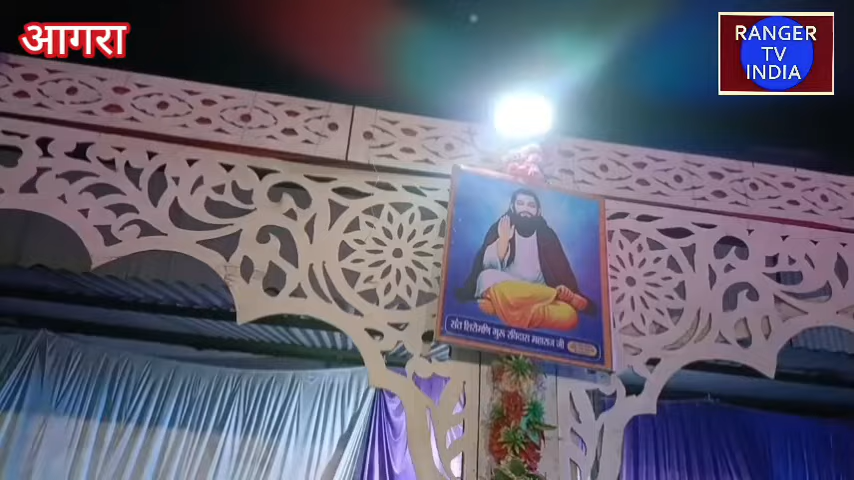 आगरा
RANGER
TV
INDIA
संत शिरोमणि गुरू रविदास महाराज जी